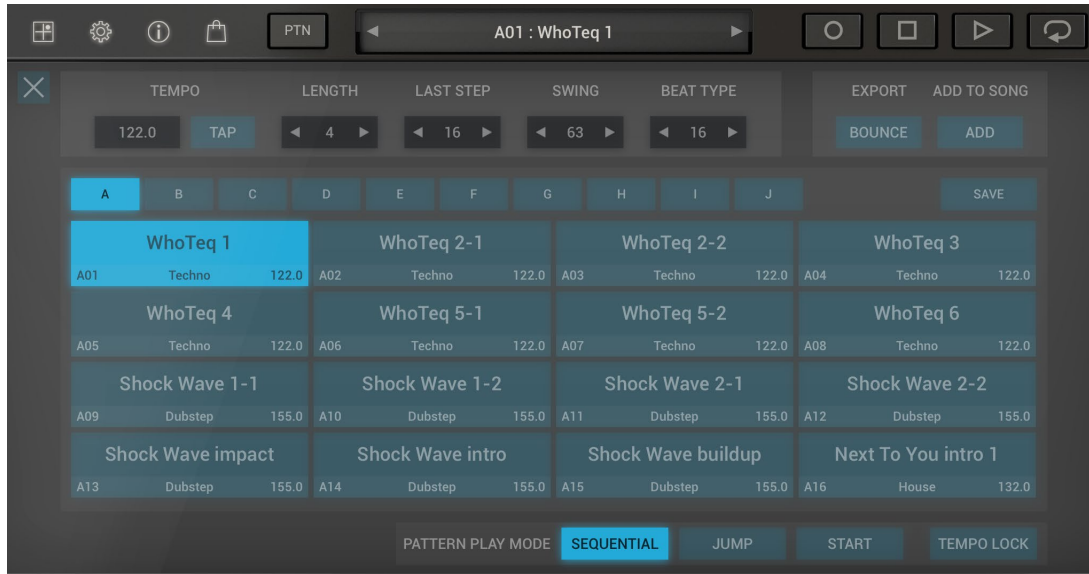 PTN A01 : WhoTeq 1
TEMPO LENGTH LAST STEP SWING BEAT TYPE EXPORT ADD TO SONG
122.0 TAP 4 16 63 16 BOUNCE ADD
A B C D E F G H I J SAVE
WhoTeq 1 WhoTeq 2-1 WhoTeq 2-2 WhoTeq 3
A01 Techno 122.0 A02 Techno 122.0 A03 Techno 122.0 A04 Techno 122.0
WhoTeq 4 WhoTeq 5-1 WhoTeq 5-2 WhoTeq 6
A05 Techno 122.0 A06 Techno 122.0 A07 Techno 122.0 A08 Techno 122.0
Shock Wave 1-1 Shock Wave 1-2 Shock Wave 2-1 Shock Wave 2-2
A09 Dubstep 155.0 A10 Dubstep 155.0 A11 Dubstep 155.0 A12 Dubstep 155.0
Shock Wave impact Shock Wave intro Shock Wave buildup Next To You intro 1
A13 Dubstep 155.0 A14 Dubstep 155.0 A15 Dubstep 155.0 A16 House 132.0
PATTERN PLAY MODE SEQUENTIAL JUMP START TEMPO LOCK